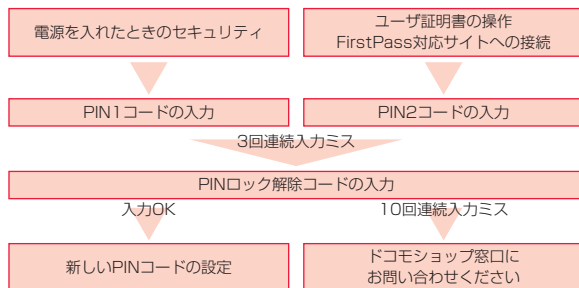 電源を入れたときのセキュリティ
ユーザ証明書の操作
FirstPass対応サイトへの接続
PIN1コードの入力
PIN2コードの入力
3回連続入力ミス
PINロック解除コードの入力
入力OK
10回連続入力ミス
新しいPINコードの設定
ドコモショップ窓口に
お問い合わせください